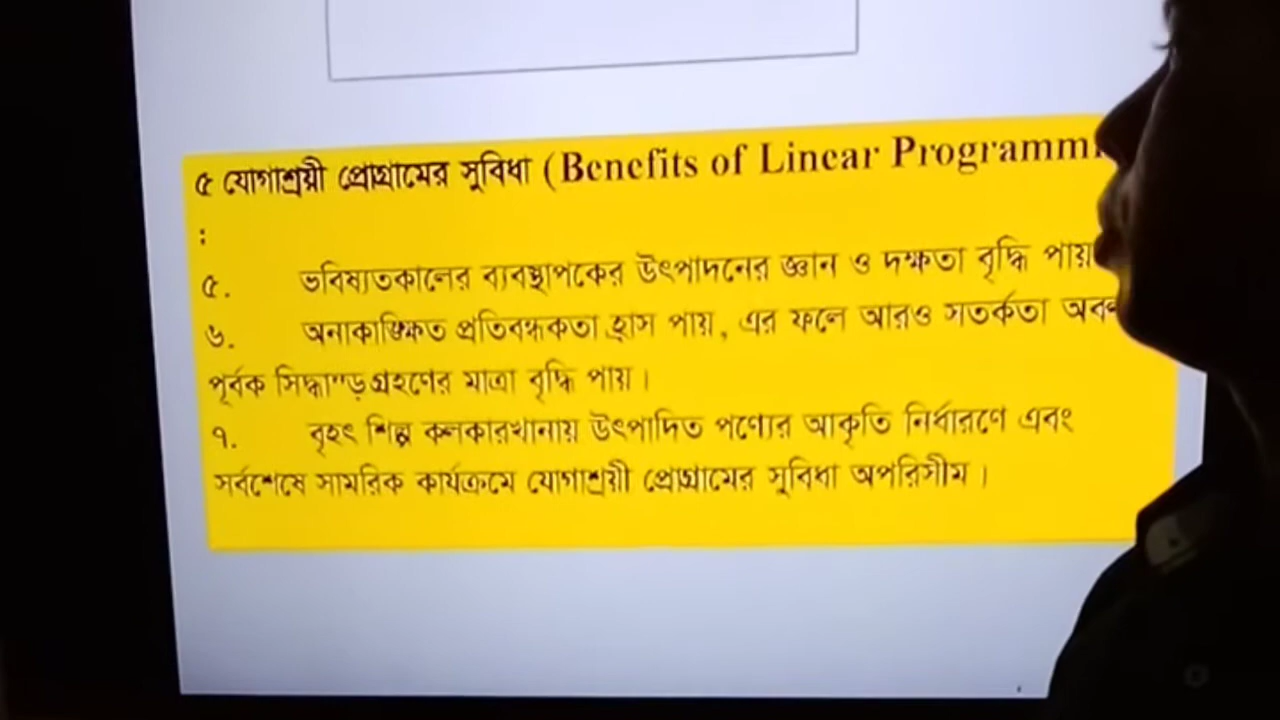 ৫ যোগাশ্রয়ী প্রোগ্রামের সুবিধা (Benefits of Linear
:
৫. ভবিষ্যতকালের ব্যবস্থাপকের উৎপাদনের জ্ঞান ও দক্ষতা বৃদ্ধি পায়
৬. অনাকাঙ্ক্ষিত প্রতিবন্ধকতা হ্রাস পায়, এর ফলে আরও সতর্কতা
পূর্বক সিদ্ধা"ড়গ্রহণের মাত্রা বৃদ্ধি পায়।
৭. বৃহৎ শিল্প কলকারখানায় উৎপাদিত পণ্যের আকৃতি নির্ধারণে এবং
সর্বশেষে সামরিক কার্যক্রমে যোগাশ্রয়ী প্রোগ্রামের সুবিধা অপরিসীম।